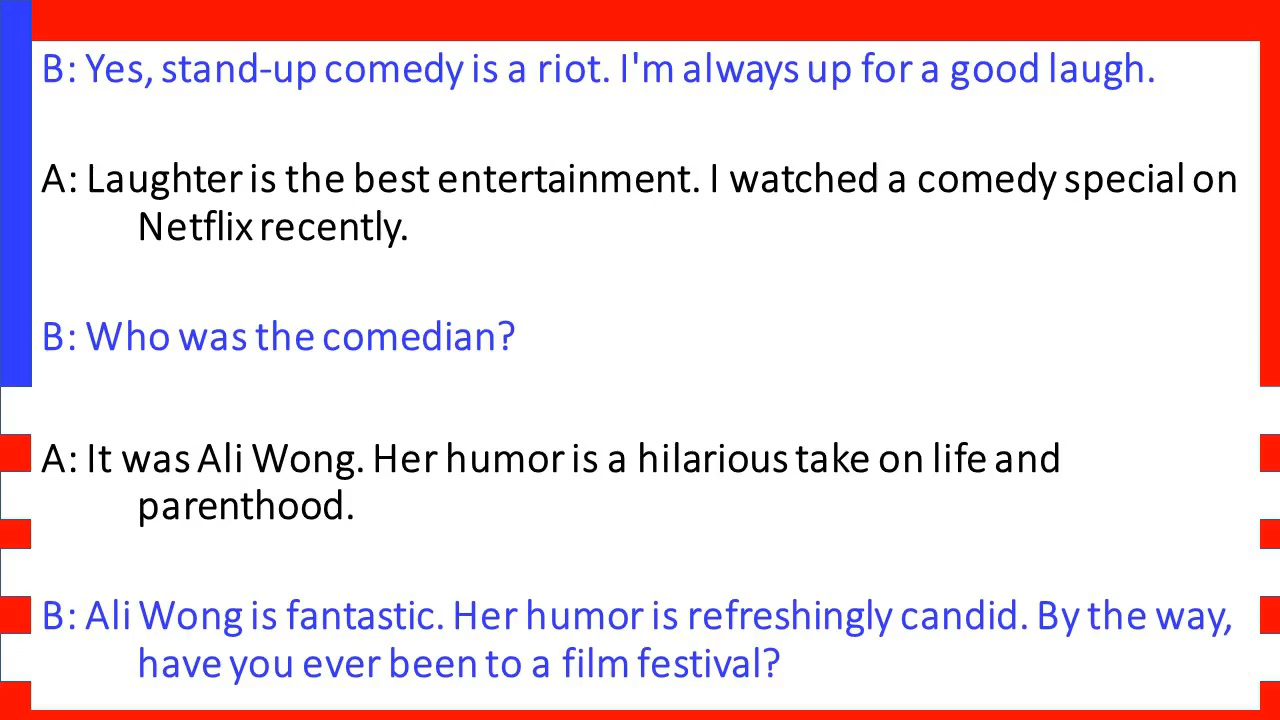 B: Yes, stand-up comedy is a riot. I'm always up for a good laugh.
A: Laughter is the best entertainment. I watched a comedy special on
Netflix recently.
B: Who was the comedian?
A: It was Ali Wong. Her humor is a hilarious take on life and
parenthood.
B: Ali Wong is fantastic. Her humor is refreshingly candid. By the way,
have you ever been to a film festival?